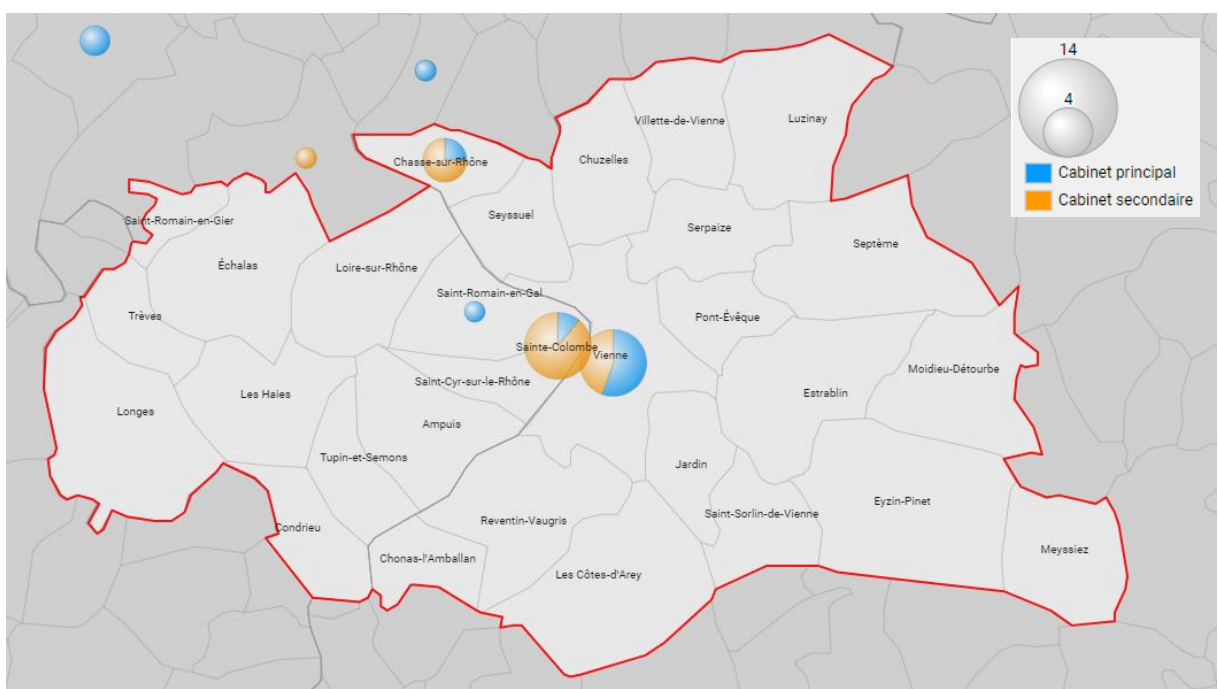 14
4
Cabinet principal
Cabinet secondaire
Villette-de-Vienne
Luzinay
Chasse-sur-Rhône
Chuzelles
Saint-Romain-en-Gier
Seyssuel
Serpaize
Septème
Échalas
Loire-sur-Rhône
Saint-Romain-en-Gal
Trèves
Pont-Évêque
Sainte-Colombe
Vienne
Moidieu-Détourbe
Saint-Cyr-sur-le-Rhône
Les Haies
Estrablin
Longes
Ampuis
Tupin-et-Semons
Jardin
Eyzin-Pinet
Saint-Sorlin-de-Vienne
Reventin-Vaugris
Condrieu
Meyssiez
Chonas-l'Amballan
Les Côtes-d'Arey